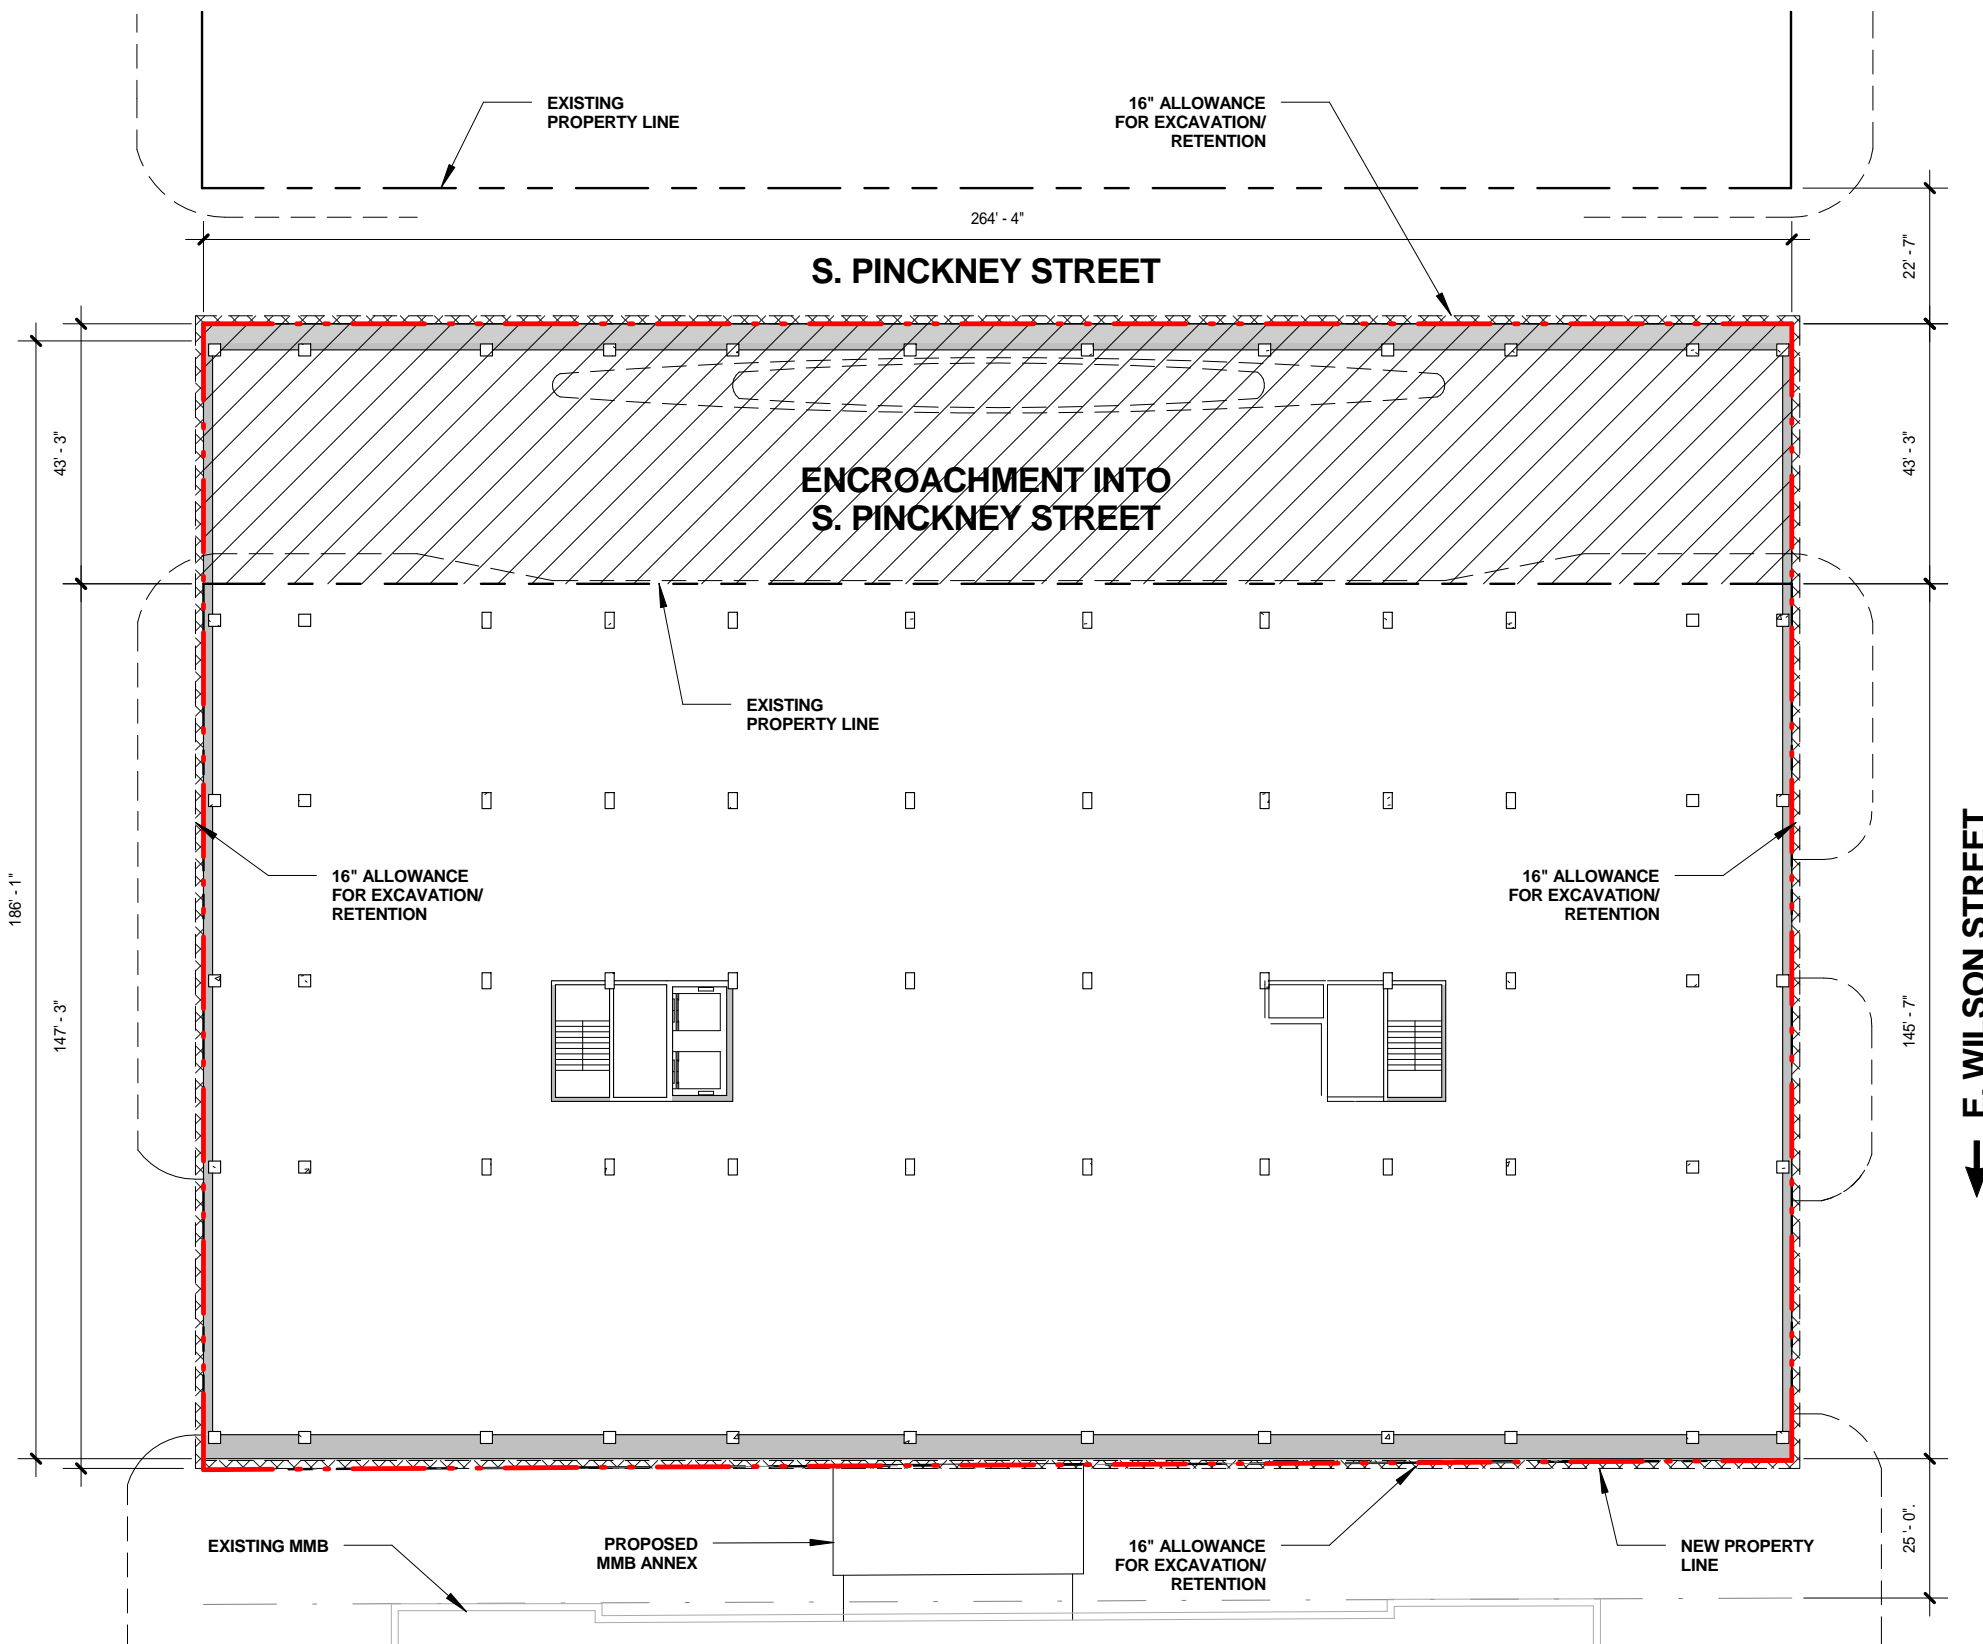 EXISTING
PROPERTY LINE
16" ALLOWANCE
FOR EXCAVATION/
RETENTION
264' - 4"
22' - 7"
S. PINCKNEY STREET
43' - 3"
43' - 3"
ENCROACHMENT INTO
S. PINCKNEY STREET
EXISTING
PROPERTY LINE
16" ALLOWANCE
FOR EXCAVATION/
RETENTION
16" ALLOWANCE
FOR EXCAVATION/
RETENTION
186' - 1"
147' - 3"
145' - 7"
E. WILSON STREET
EXISTING MMB
PROPOSED
MMB ANNEX
16" ALLOWANCE
FOR EXCAVATION/
RETENTION
NEW PROPERTY
LINE
25' - 0".